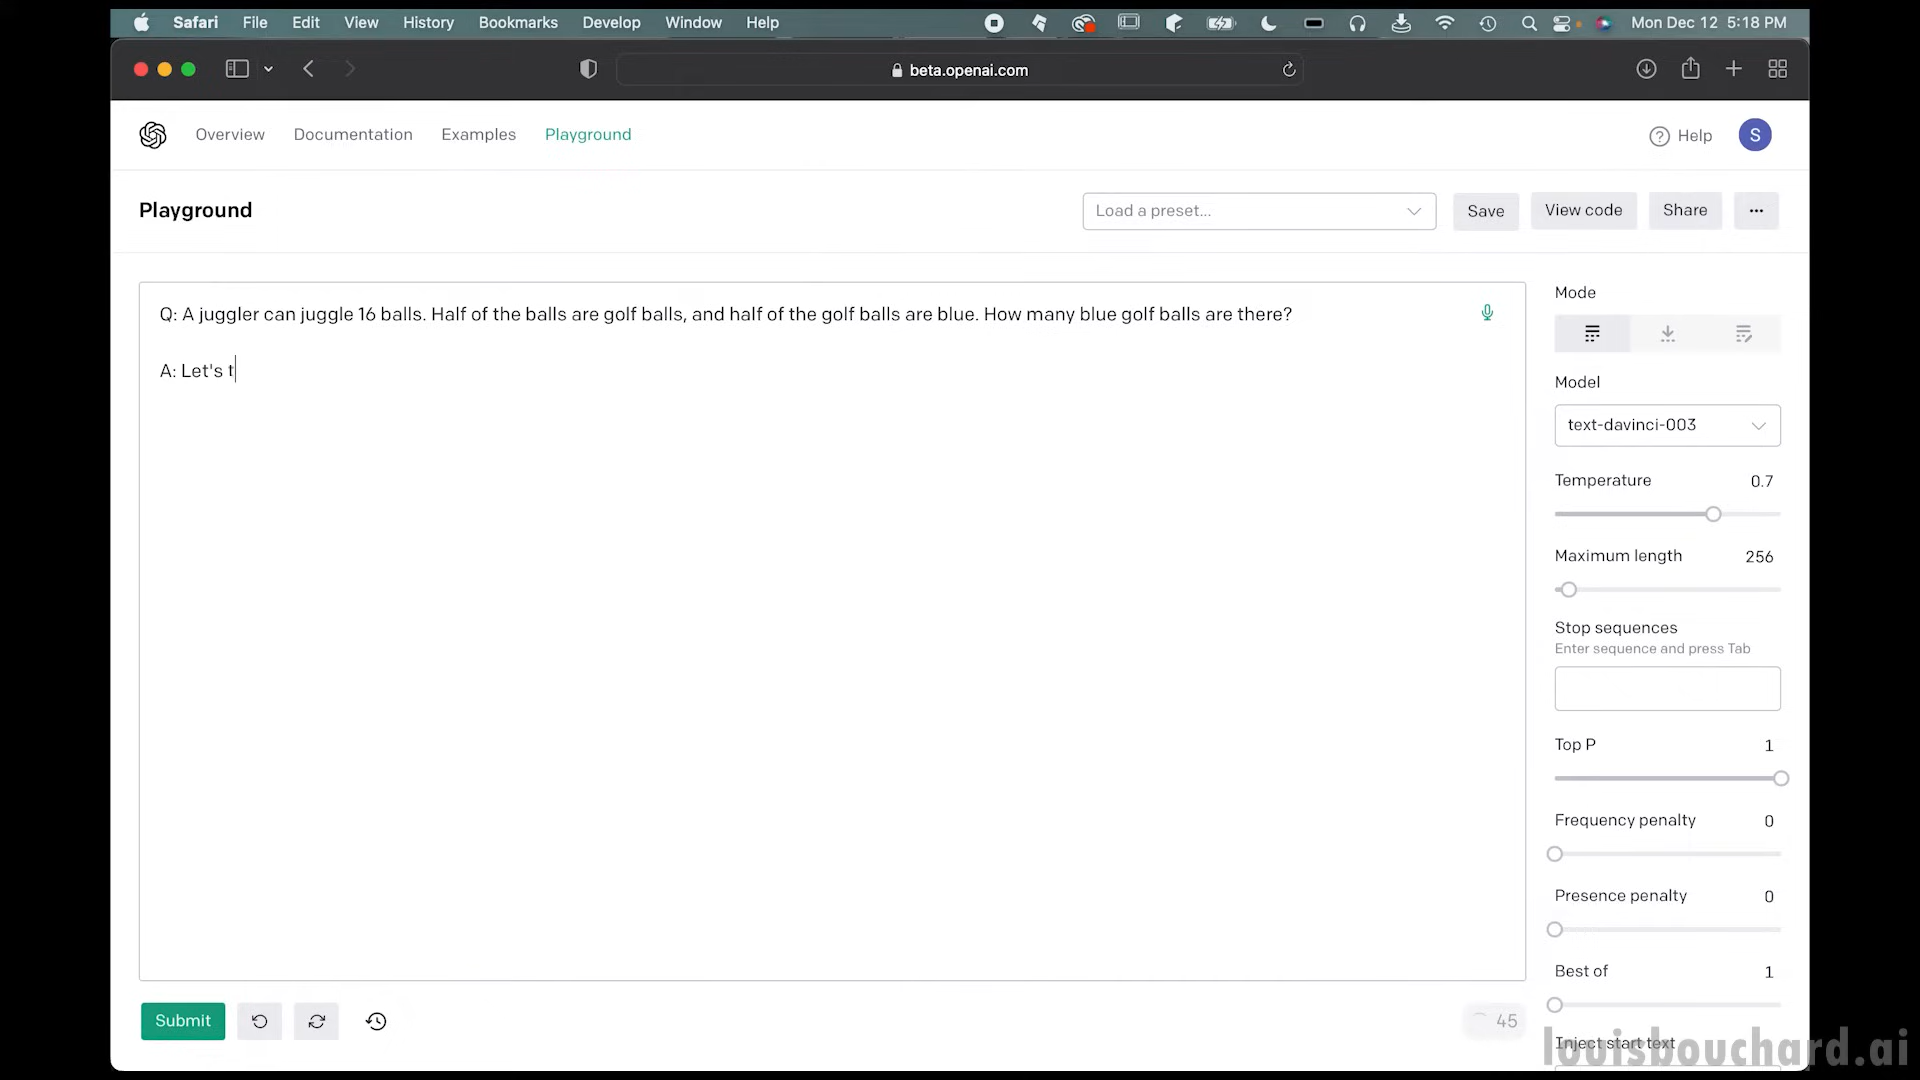 Safari File Edit View History Bookmarks Develop Window Help Mon Dec 12 5:18 PM
beta.openai.com
Overview Documentation Examples Playground Help S
Playground Load a preset... Save View code Share ...
Q: A juggler can juggle 16 balls. Half of the balls are golf balls, and half of the golf balls are blue. How many blue golf balls are there?
A: Let's t
Mode
Model
text-davinci-003
Temperature 0.7
Maximum length 256
Stop sequences
Enter sequence and press Tab
Top P 1
Frequency penalty 0
Presence penalty 0
Best of 1
Submit 45
Inject start text
louisbouchard.ai